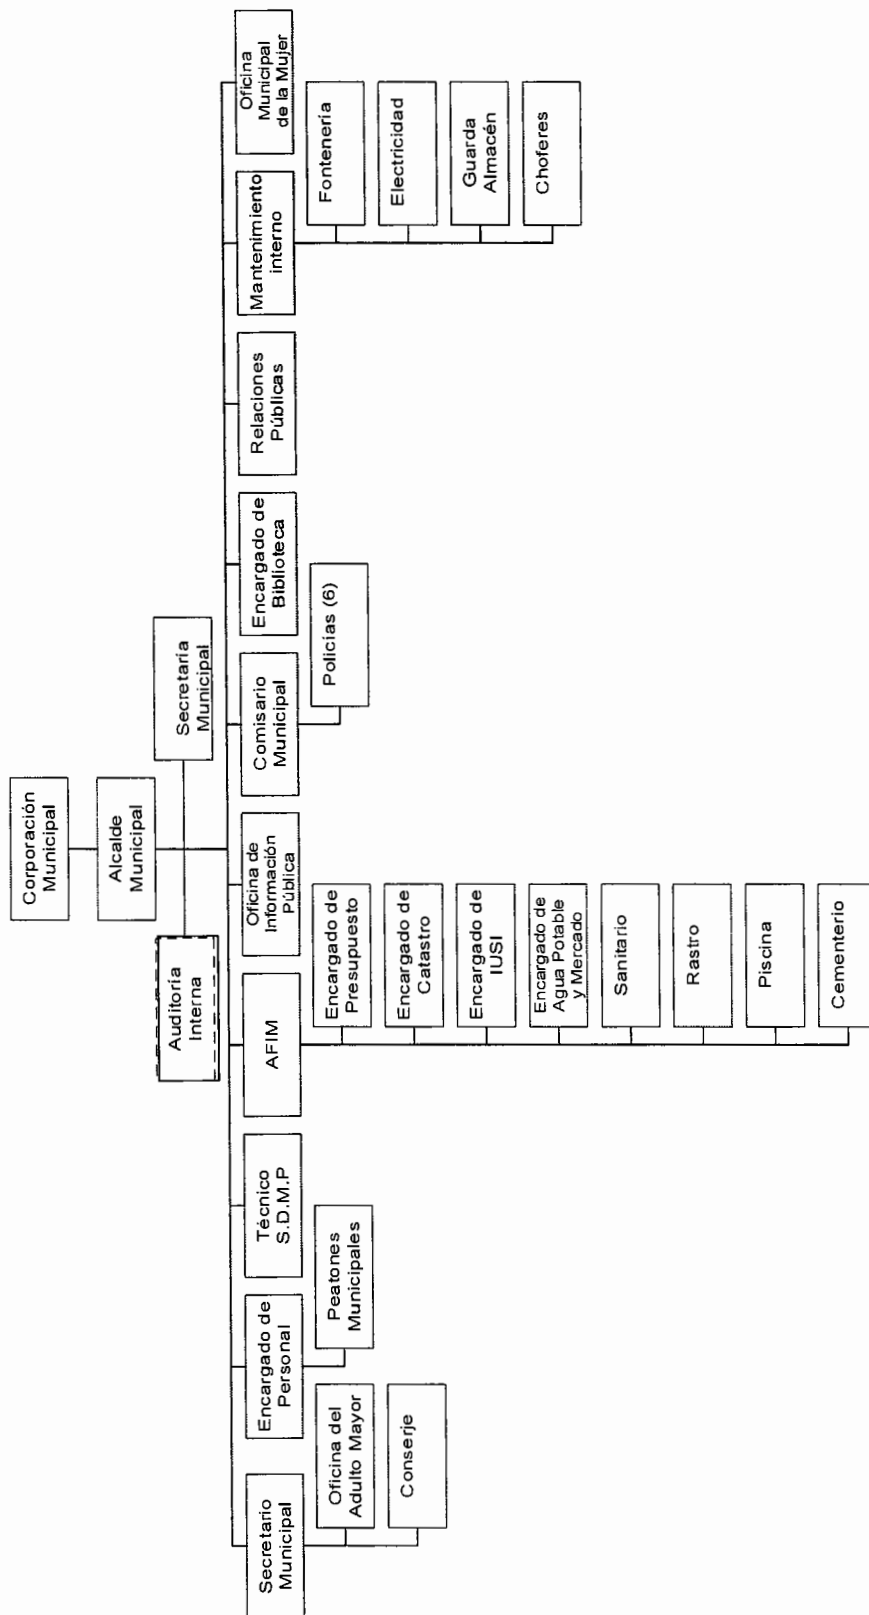 Corporación
Municipal
Alcalde
Municipal
Auditoría
Interna
Secretaria
Municipal
Secretario
Municipal
Encargado de
Personal
Técnico
S.D.M.P
AFIM
Oficina de
Información
Pública
Comisario
Municipal
Encargado de
Biblioteca
Relaciones
Públicas
Mantenimiento
interno
Oficina
Municipal
de la Mujer
Oficina del
Adulto Mayor
Conserje
Peatones
Municipales
Encargado de
Presupuesto
Encargado de
Catastro
Encargado de
IUSI
Encargado de
Agua Potable
y Mercado
Sanitario
Rastro
Piscina
Cementerio
Policías (6)
Fontenería
Electricidad
Guarda
Almacén
Choferes